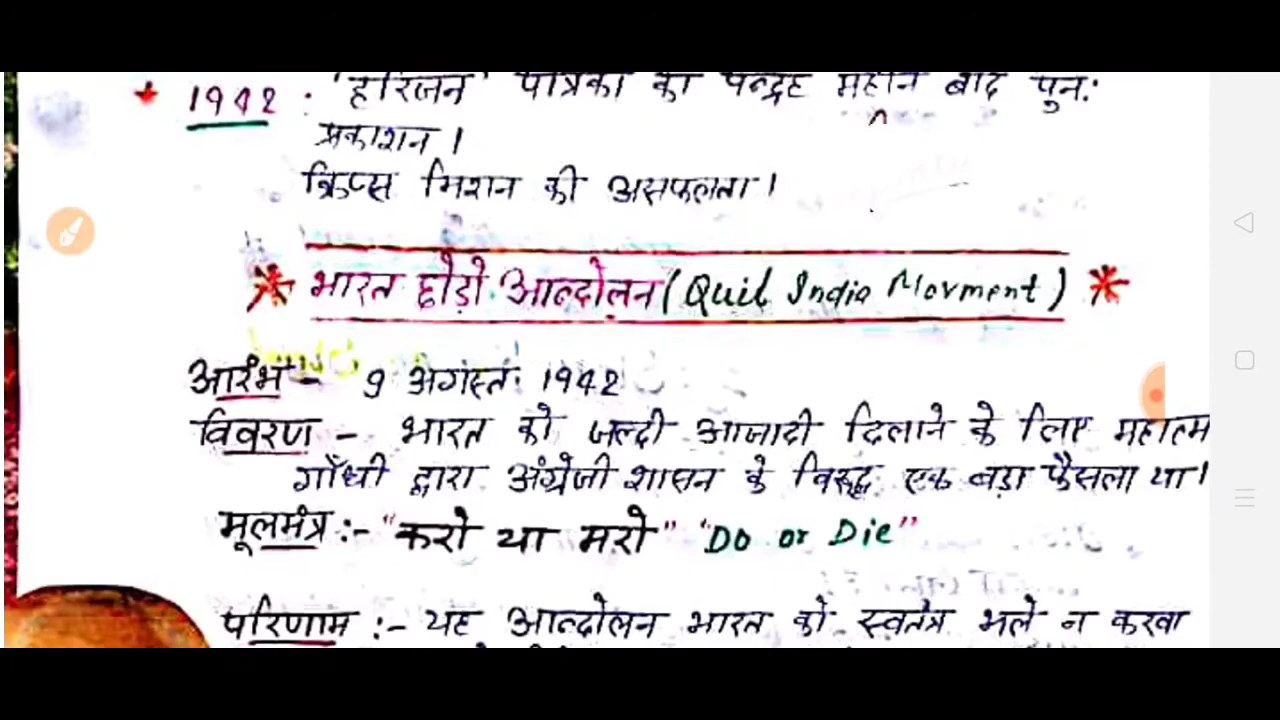 * 1942 : 'हरिजन' पत्रिका का पन्द्रह महीने बाद पुन:
प्रकाशन ।
क्रिप्स मिशन की असफलता ।
* भारत छोड़ो आन्दोलन ( Quil India Morment ) *
आरंभ - 9 अगस्त 1942
विवरण - भारत को जल्दी आजादी दिलाने के लिए महात्म
गाँधी द्वारा अंग्रेजी शासन के विरुद्ध एक बड़ा फैसला था ।
मूलमंत्र :- "करो या मरो" "Do or Die"
परिणाम :- यह आन्दोलन भारत को स्वतंत्र भले न करवा